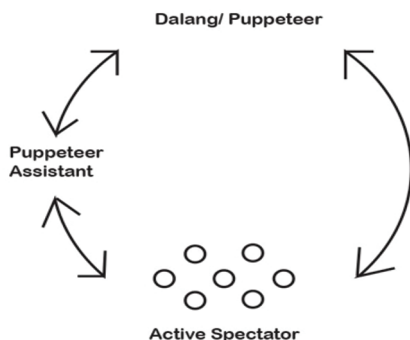 Dalang/ Puppeteer
Puppeteer
Assistant
Active Spectator